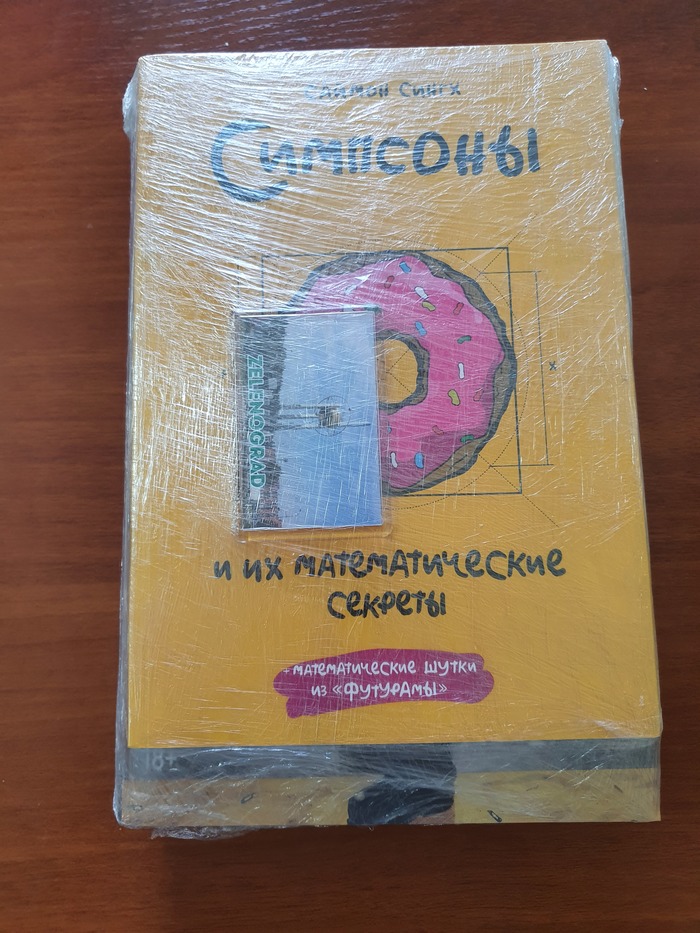 Саймон Сингх
Симпсоны
x
ZELENOGRAD
и их математические
секреты
+ математические шутки
из «Футурамы»
18+